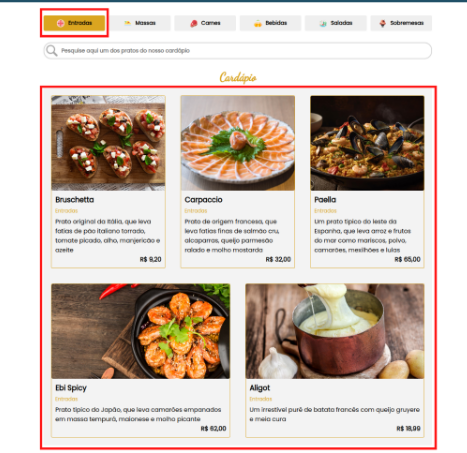 Entradas
Massas
Carnes
Bebidas
Saladas
Sobremesas
Pesquise aqui um dos pratos do nosso cardápio
Cardápio
Bruschetta
Entradas
Prato original da Itália, que leva
fatias de pão italiano torrado,
tomate picado, alho, manjericão e
azeite
R$ 9,20
Carpaccio
Entradas
Prato de origem francesa, que
leva fatias finas de salmão cru,
alcaparras, queijo parmesão
ralado e molho mostarda
R$ 32,00
Paella
Entradas
Um prato típico do leste da
Espanha, que leva arroz e frutos
do mar como mariscos, polvo,
camarões, mexilhões e lulas
R$ 65,00
Ebi Spicy
Entradas
Prato típico do Japão, que leva camarões empanados
em massa tempurá, maionese e molho picante
R$ 62,00
Aligot
Entradas
Um irrestível purê de batata francês com queijo gruyere
e meia cura
R$ 18,99